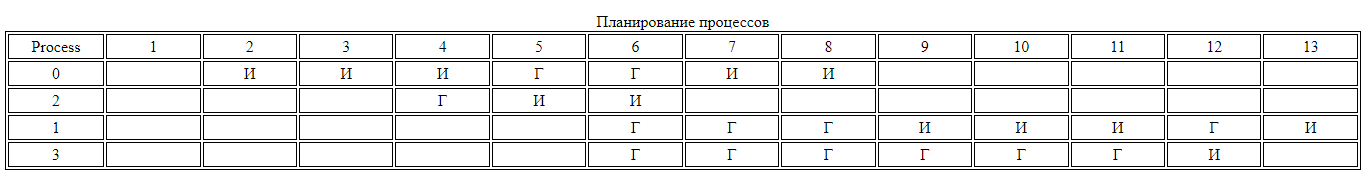 Планирование процессов
Process 1 2 3 4 5 6 7 8 9 10 11 12 13
0 И И И Г Г И И
2 Г И И
1 Г Г Г И И И Г И
3 Г Г Г Г Г Г И